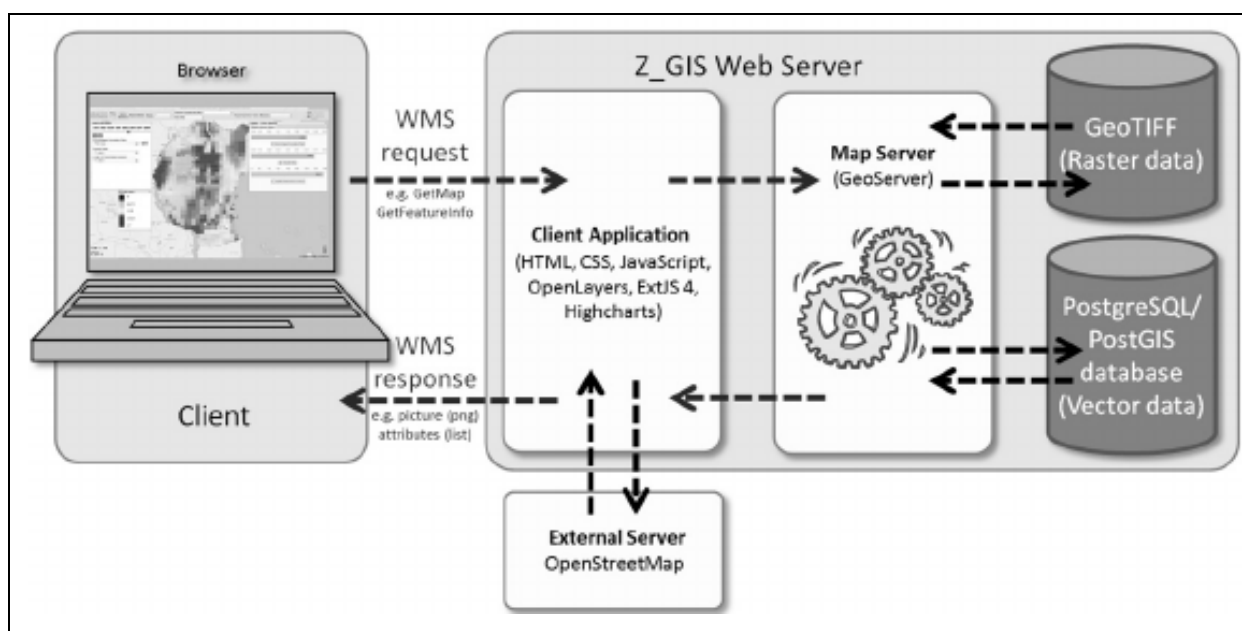 Browser
Client
WMS
request
e.g. GetMap
GetFeatureInfo
WMS
response
e.g. picture (png)
attributes (list)
Z_GIS Web Server
Client Application
(HTML, CSS, JavaScript,
OpenLayers, ExtJS 4,
Highcharts)
Map Server
(GeoServer)
GeoTIFF
(Raster data)
PostgreSQL/
PostGIS
database
(Vector data)
External Server
OpenStreetMap